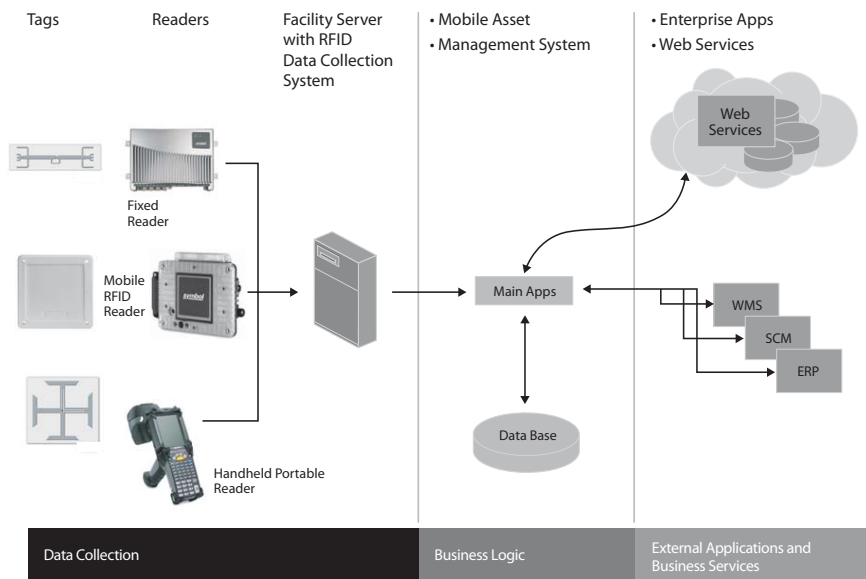 Tags
Readers
Facility Server
with RFID
Data Collection
System
• Mobile Asset
• Management System
• Enterprise Apps
• Web Services
Web
Services
Fixed
Reader
Mobile
RFID
Reader
symbol
Main Apps
WMS
SCM
ERP
Data Base
Handheld Portable
Reader
Data Collection
Business Logic
External Applications and
Business Services